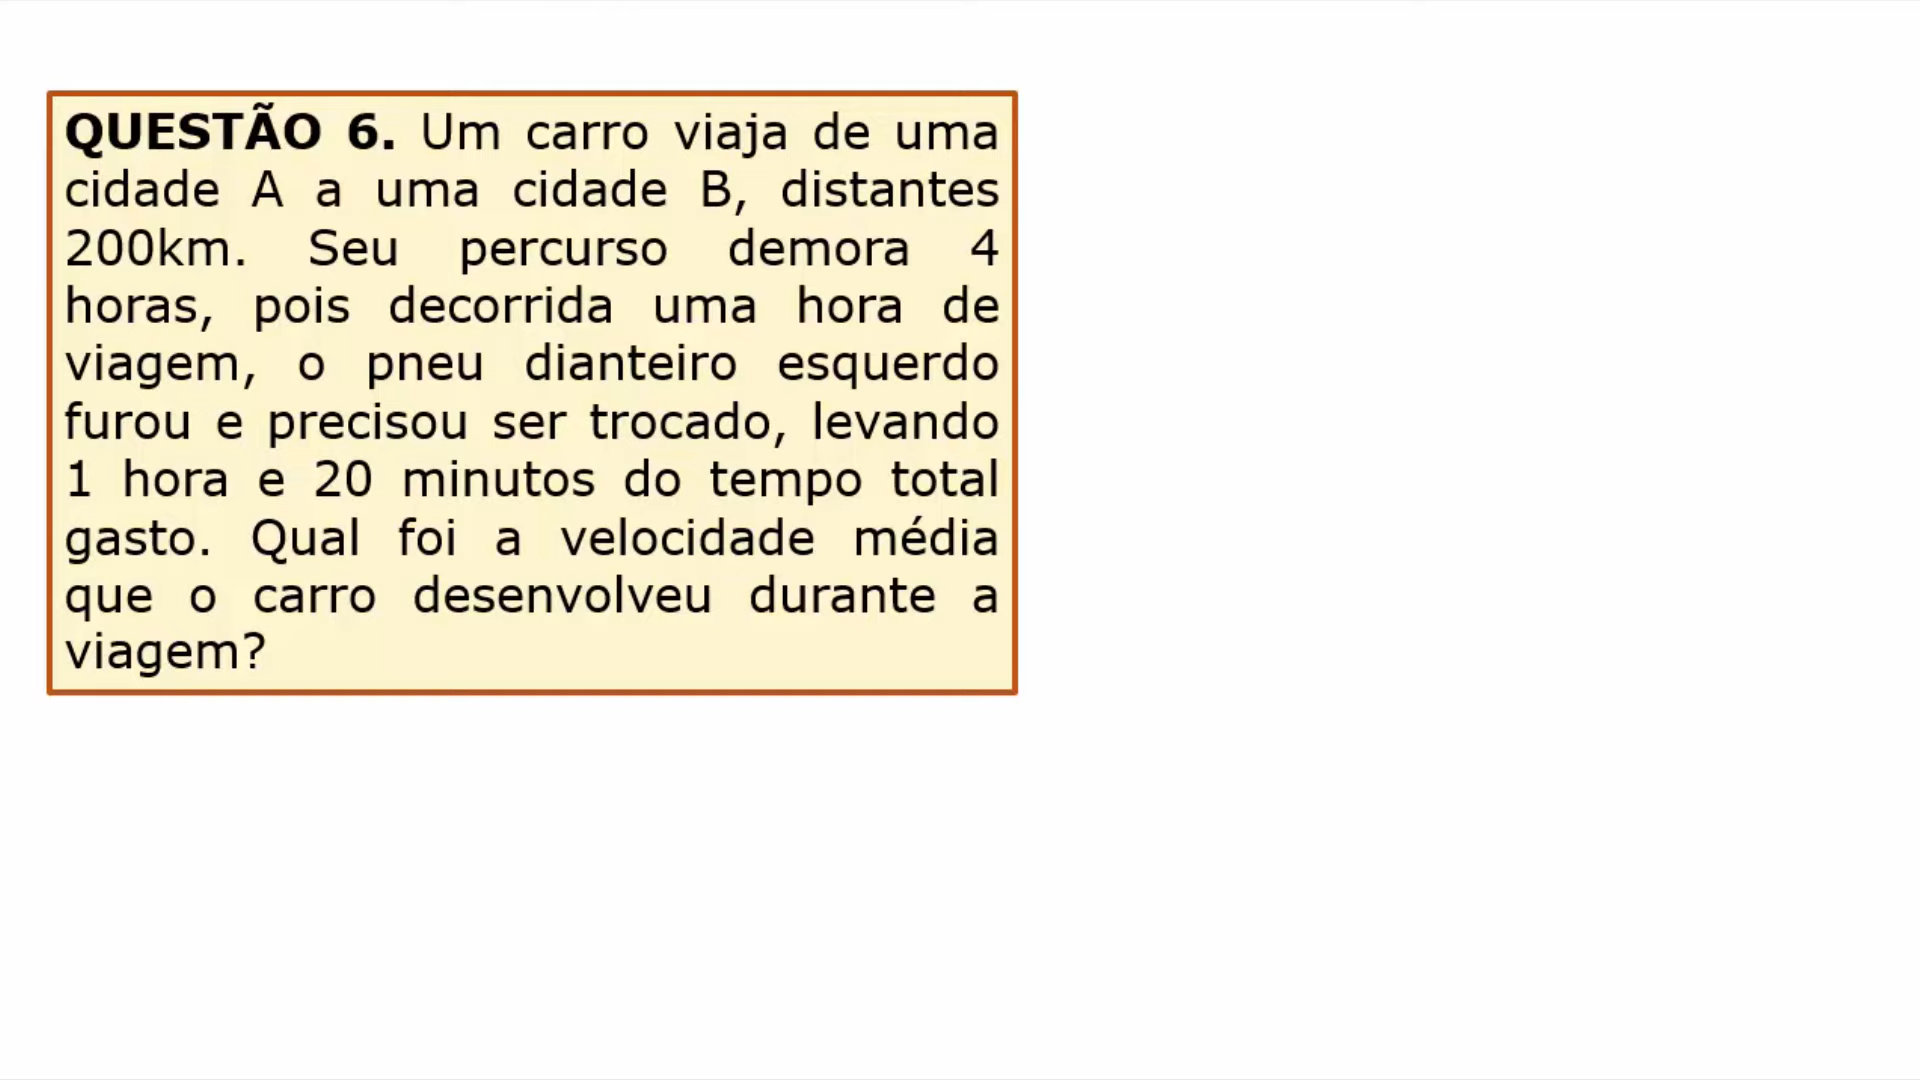 QUESTÃO 6. Um carro viaja de uma
cidade A a uma cidade B, distantes
200km. Seu percurso demora 4
horas, pois decorrida uma hora de
viagem, o pneu dianteiro esquerdo
furou e precisou ser trocado, levando
1 hora e 20 minutos do tempo total
gasto. Qual foi a velocidade média
que o carro desenvolveu durante a
viagem?